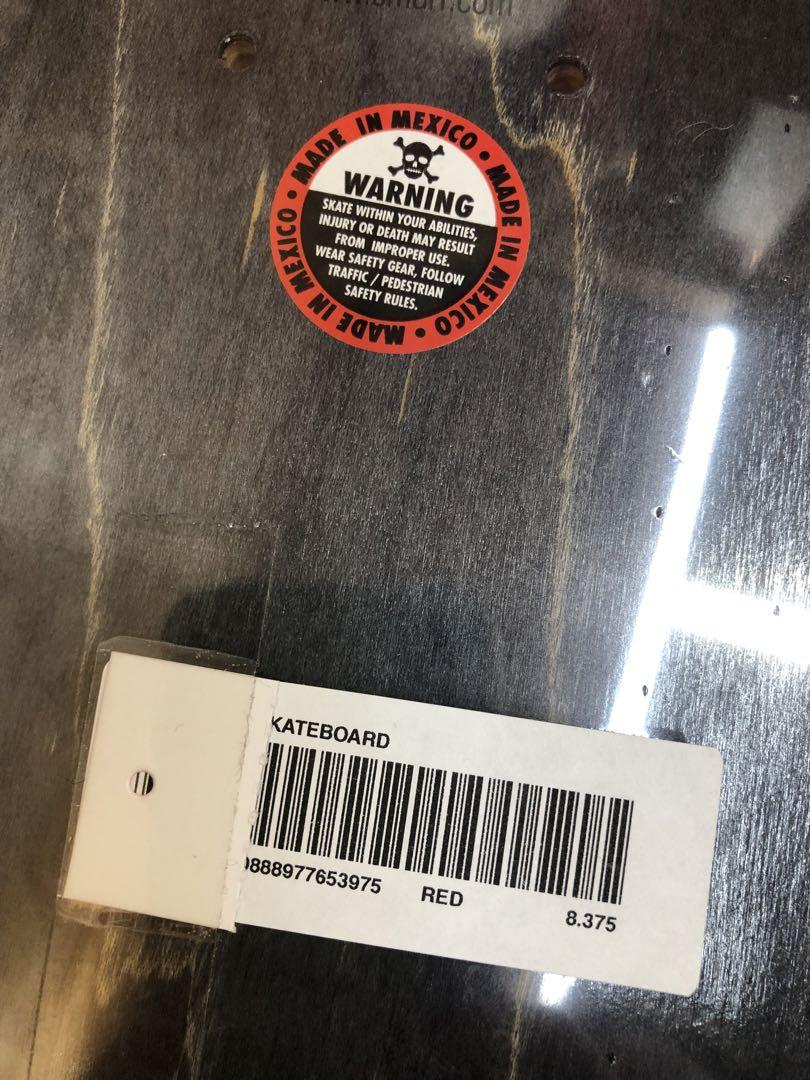 MADE IN MEXICO • MADE IN MEXICO • MADE IN MEXICO •
WARNING
SKATE WITHIN YOUR ABILITIES,
INJURY OR DEATH MAY RESULT
FROM IMPROPER USE.
WEAR SAFETY GEAR, FOLLOW
TRAFFIC / PEDESTRIAN
SAFETY RULES.
KATEBOARD
0888977653975 RED 8.375